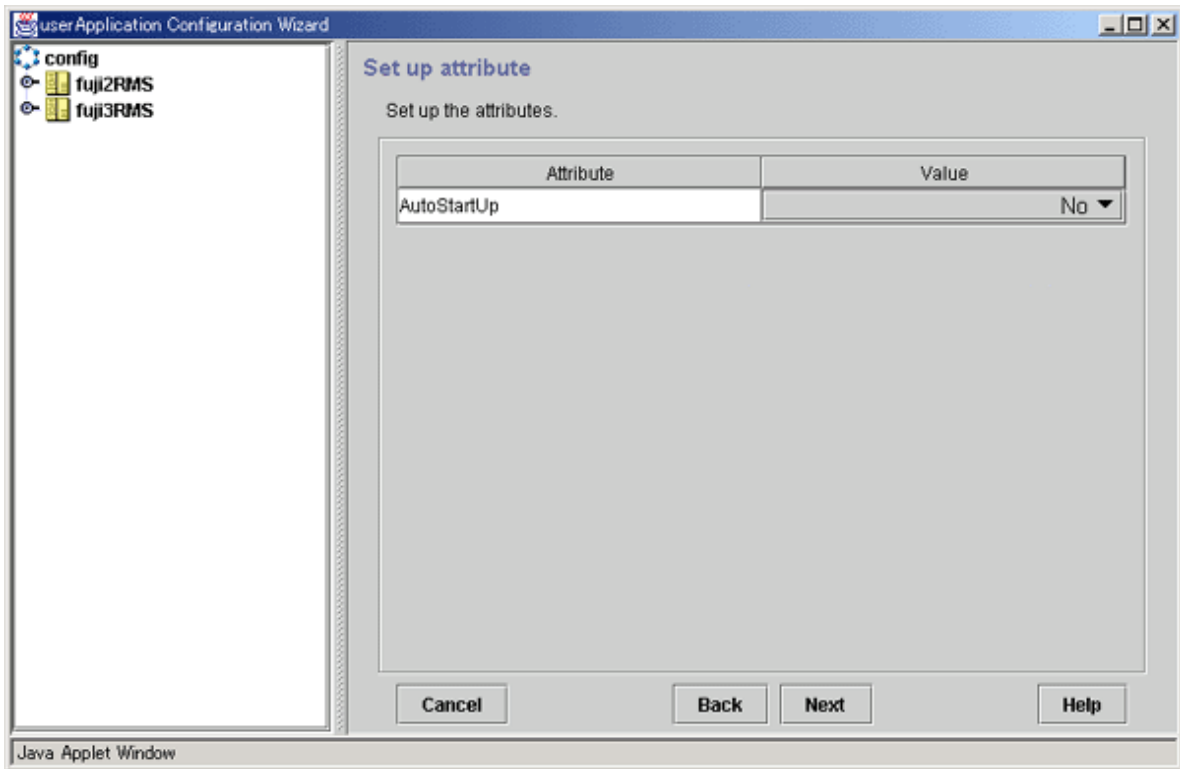 userApplication Configuration Wizard
config
fuji2RMS
fuji3RMS
Set up attribute
Set up the attributes.
Attribute Value
AutoStartUp No
Cancel Back Next Help
Java Applet Window